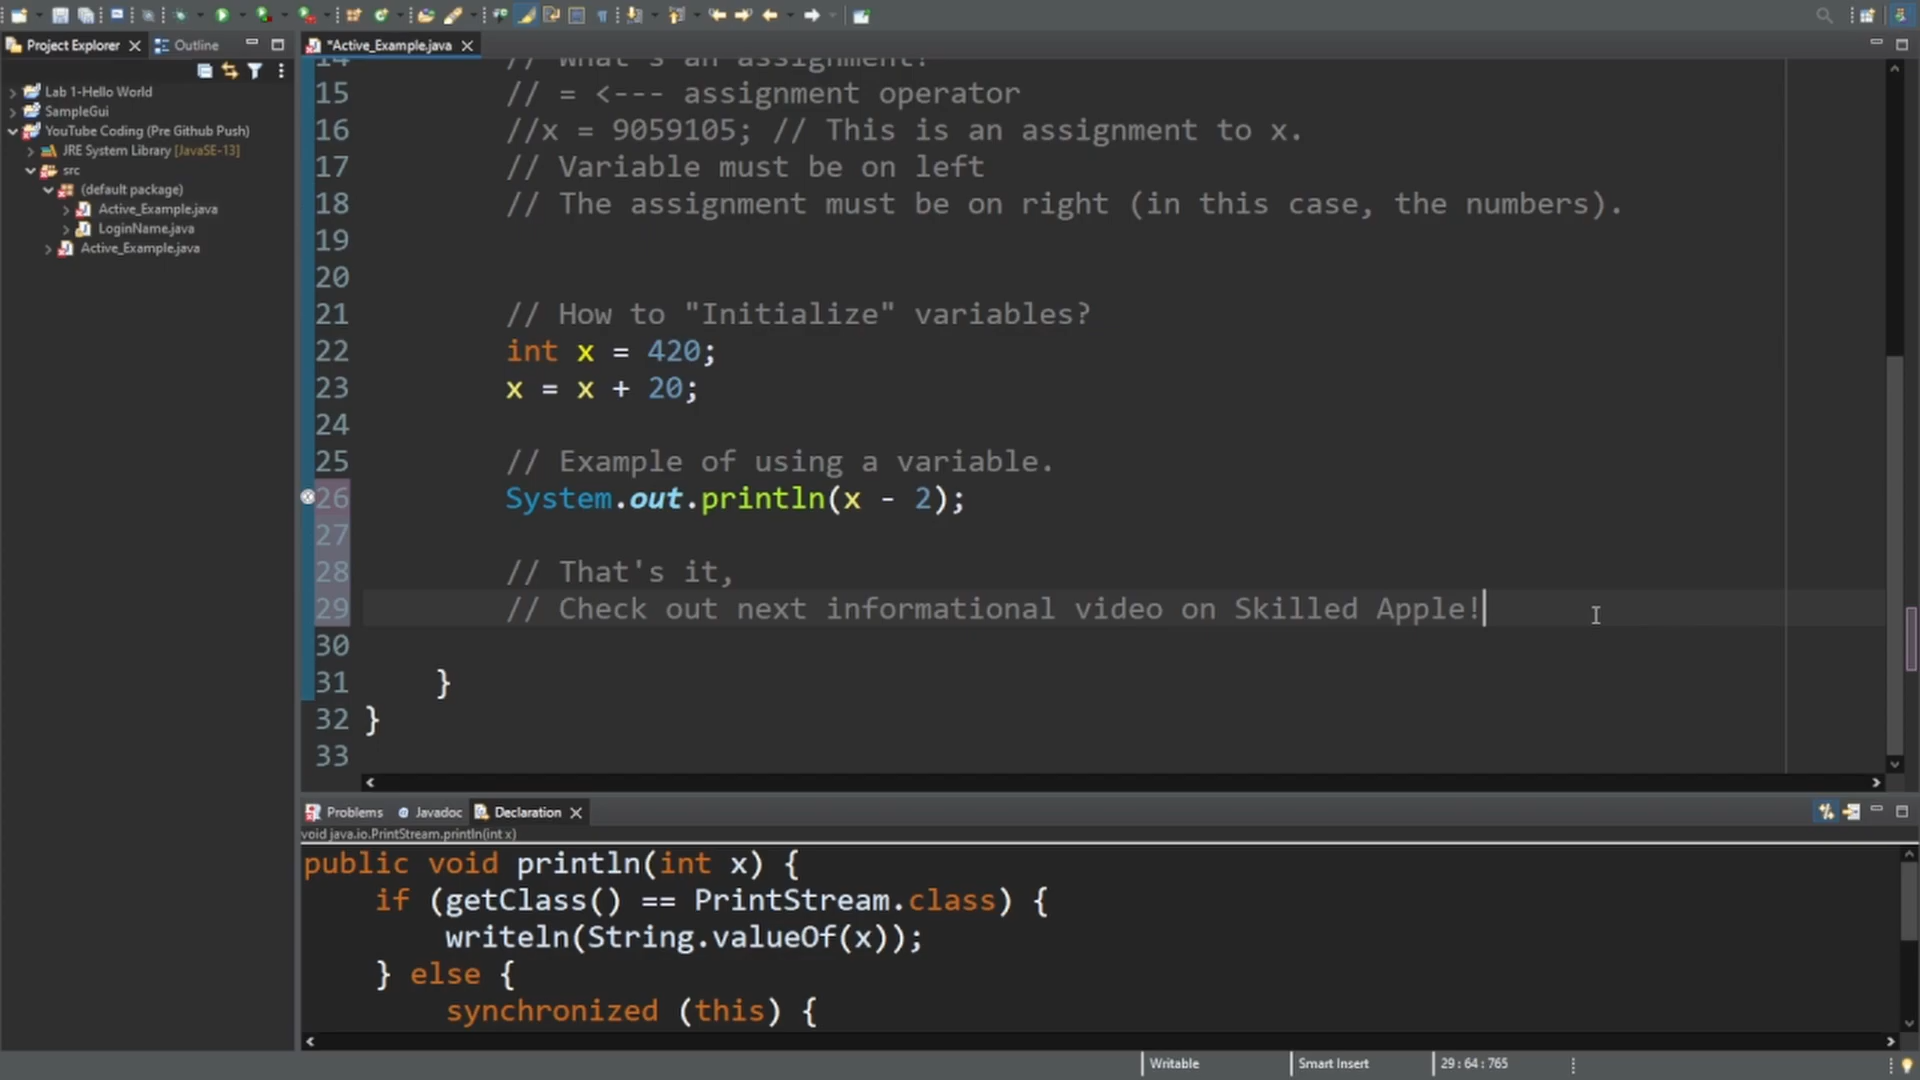 Project Explorer
Outline
*Active_Example.java
Lab 1-Hello World
SampleGui
YouTube Coding (Pre Github Push)
JRE System Library [JavaSE-13]
src
(default package)
Active_Example.java
LoginName.java
Active_Example.java
14 // What's an assignment?
15 // = <--- assignment operator
16 //x = 9059105; // This is an assignment to x.
17 // Variable must be on left
18 // The assignment must be on right (in this case, the numbers).
19
20
21 // How to "Initialize" variables?
22 int x = 420;
23 x = x + 20;
24
25 // Example of using a variable.
26 System.out.println(x - 2);
27
28 // That's it,
29 // Check out next informational video on Skilled Apple!
30
31 }
32 }
33
Problems
Javadoc
Declaration
void java.io.PrintStream.println(int x)
public void println(int x) {
if (getClass() == PrintStream.class) {
writeln(String.valueOf(x));
} else {
synchronized (this) {
Writable
Smart Insert
29 : 64 : 765